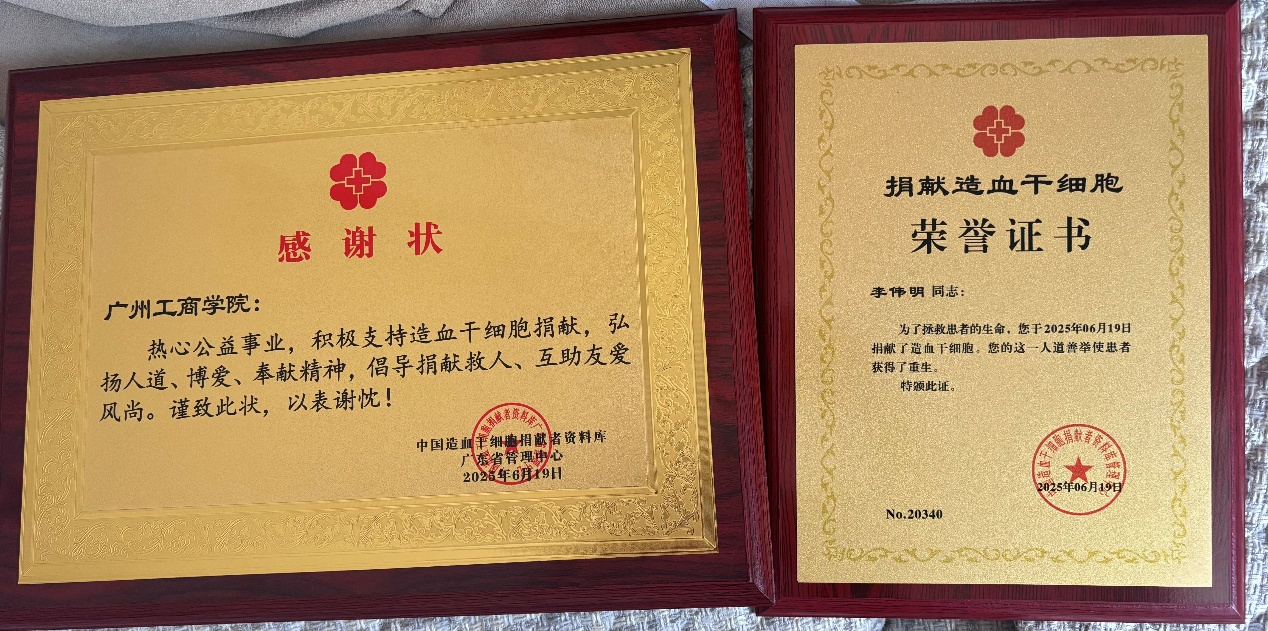 感谢状
广州工商学院：
热心公益事业，积极支持造血干细胞捐献，弘
扬人道、博爱、奉献精神，倡导捐献救人、互助友爱
风尚。谨致此状，以表谢忱！
中国造血干细胞捐献者资料库
广东省管理中心
2025年6月19日
捐献造血干细胞
荣誉证书
李伟明 同志：
为了拯救患者的生命，您于2025年06月19日
捐献了造血干细胞。您的这一人道善举使患者
获得了重生。
特颁此证。
2025年06月19日
No.20340